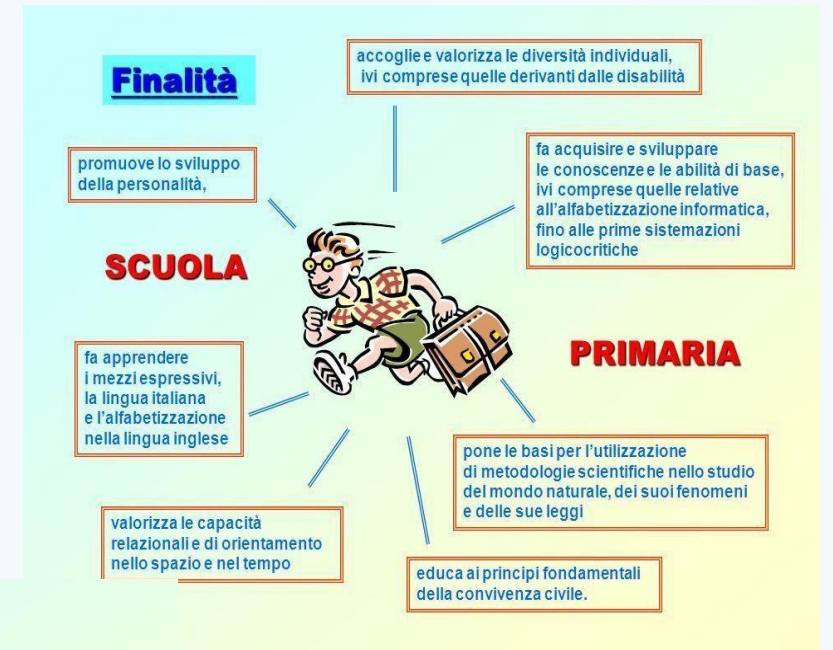 Finalità
accoglie e valorizza le diversità individuali,
ivi comprese quelle derivanti dalle disabilità
promuove lo sviluppo
della personalità,
fa acquisire e sviluppare
le conoscenze e le abilità di base,
ivi comprese quelle relative
all'alfabetizzazione informatica,
fino alle prime sistemazioni
logicocritiche
SCUOLA
PRIMARIA
fa apprendere
i mezzi espressivi,
la lingua italiana
e l'alfabetizzazione
nella lingua inglese
pone le basi per l'utilizzazione
di metodologie scientifiche nello studio
del mondo naturale, dei suoi fenomeni
e delle sue leggi
valorizza le capacità
relazionali e di orientamento
nello spazio e nel tempo
educa ai principi fondamentali
della convivenza civile.